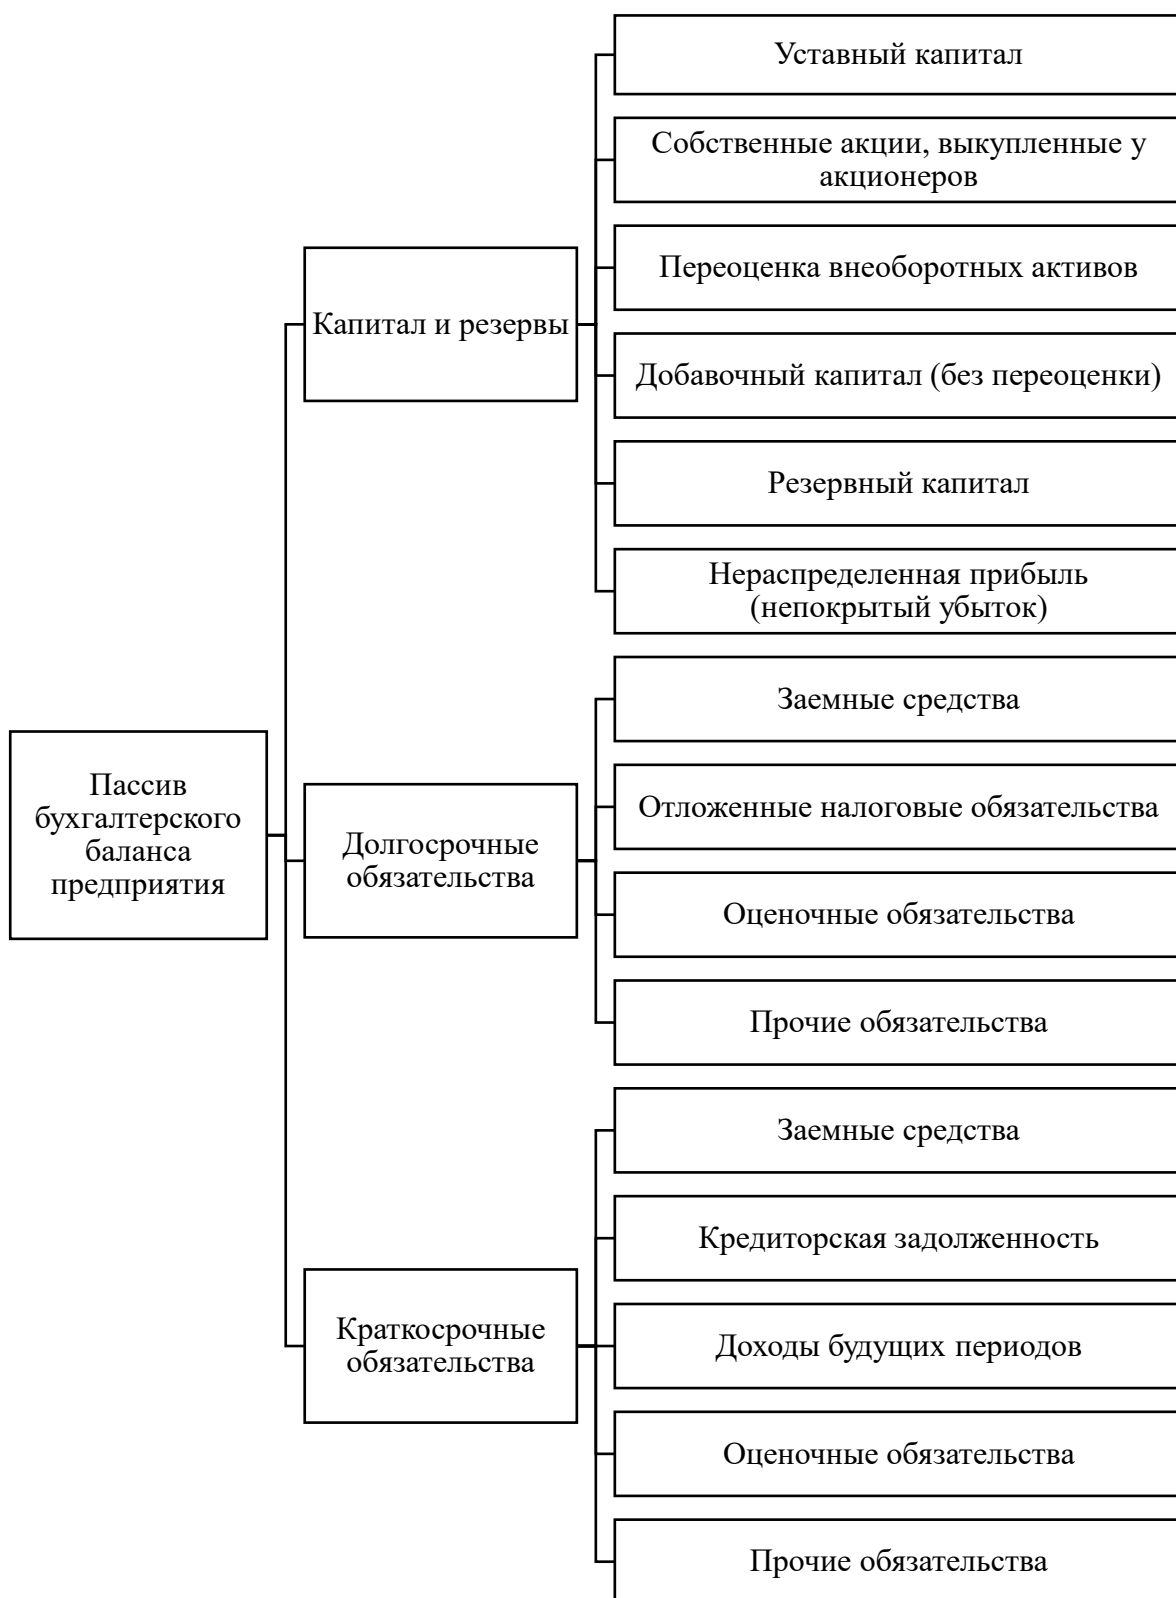 Уставный капитал
Собственные акции, выкупленные у
акционеров
Переоценка внеоборотных активов
Капитал и резервы
Добавочный капитал (без переоценки)
Резервный капитал
Нераспределенная прибыль
(непокрытый убыток)
Пассив
бухгалтерского
баланса
предприятия
Долгосрочные
обязательства
Заемные средства
Отложенные налоговые обязательства
Оценочные обязательства
Прочие обязательства
Краткосрочные
обязательства
Заемные средства
Кредиторская задолженность
Доходы будущих периодов
Оценочные обязательства
Прочие обязательства